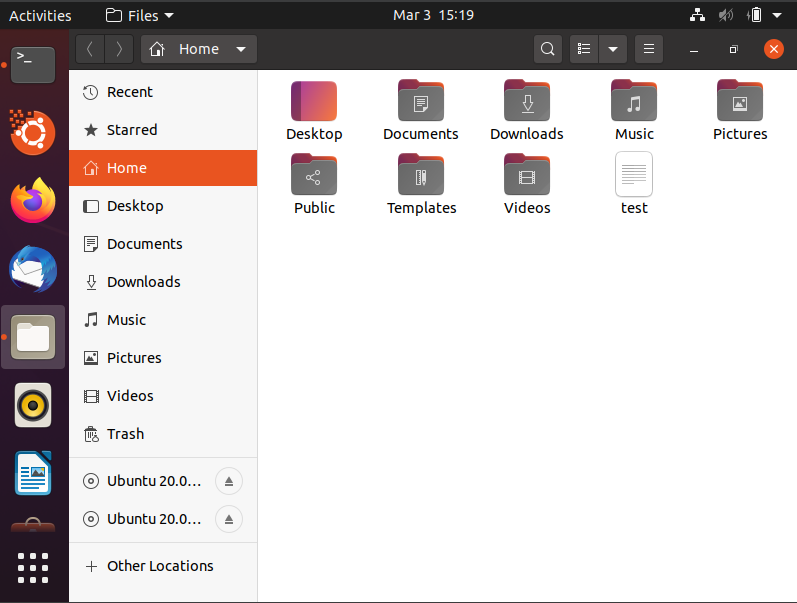 Activities Files Mar 3 15:19
Home
Recent
Starred
Home
Desktop
Documents
Downloads
Music
Pictures
Videos
Trash
Ubuntu 20.0...
Ubuntu 20.0...
Other Locations
Desktop Documents Downloads Music Pictures
Public Templates Videos test